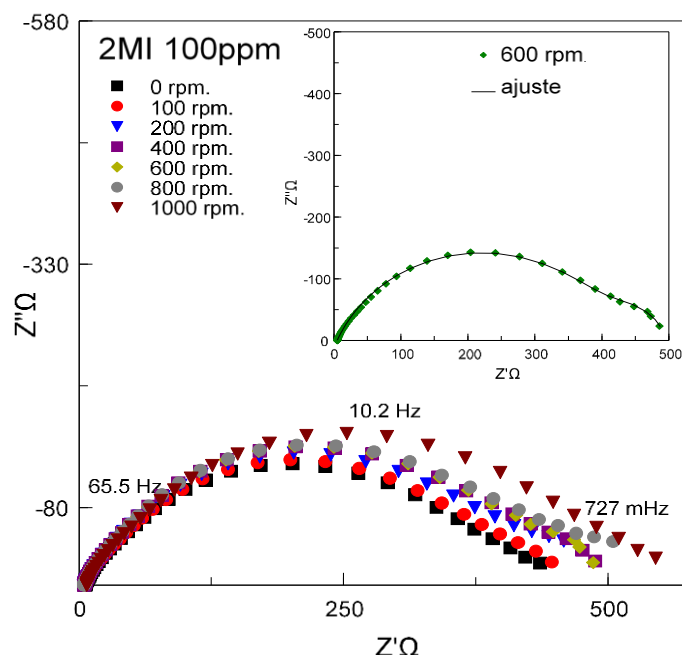 -580
-330
-80
Z''Ω
2MI 100ppm
0 rpm.
100 rpm.
200 rpm.
400 rpm.
600 rpm.
800 rpm.
1000 rpm.
-500
-400
-300
-200
-100
0
Z''Ω
600 rpm.
ajuste
0
100
200
300
400
500
Z'Ω
10.2 Hz
65.5 Hz
727 mHz
0
250
500
Z'Ω